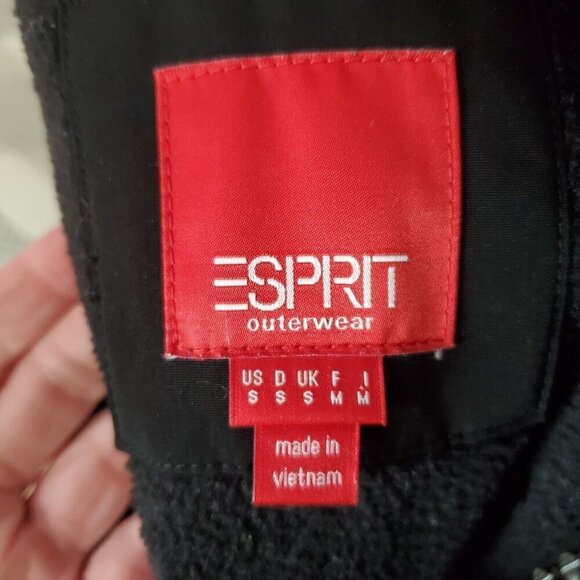 ESPRIT
outerwear
US D UK F I
S S S M M
made in
vietnam